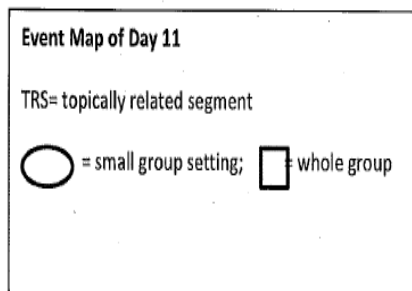 Event Map of Day 11
TRS= topically related segment
= small group setting; = whole group